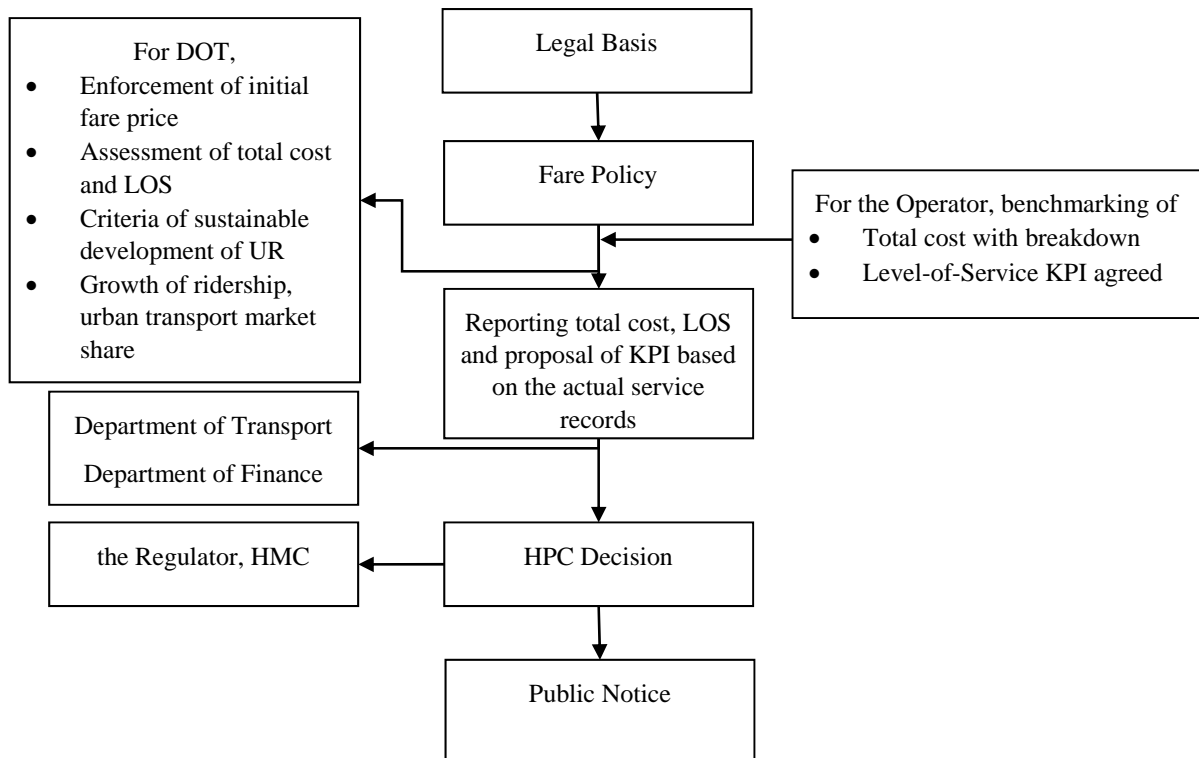 Legal Basis
For DOT,
• Enforcement of initial
fare price
• Assessment of total cost
and LOS
• Criteria of sustainable
development of UR
• Growth of ridership,
urban transport market
share
Fare Policy
For the Operator, benchmarking of
• Total cost with breakdown
• Level-of-Service KPI agreed
Reporting total cost, LOS
and proposal of KPI based
on the actual service
records
Department of Transport
Department of Finance
the Regulator, HMC
HPC Decision
Public Notice